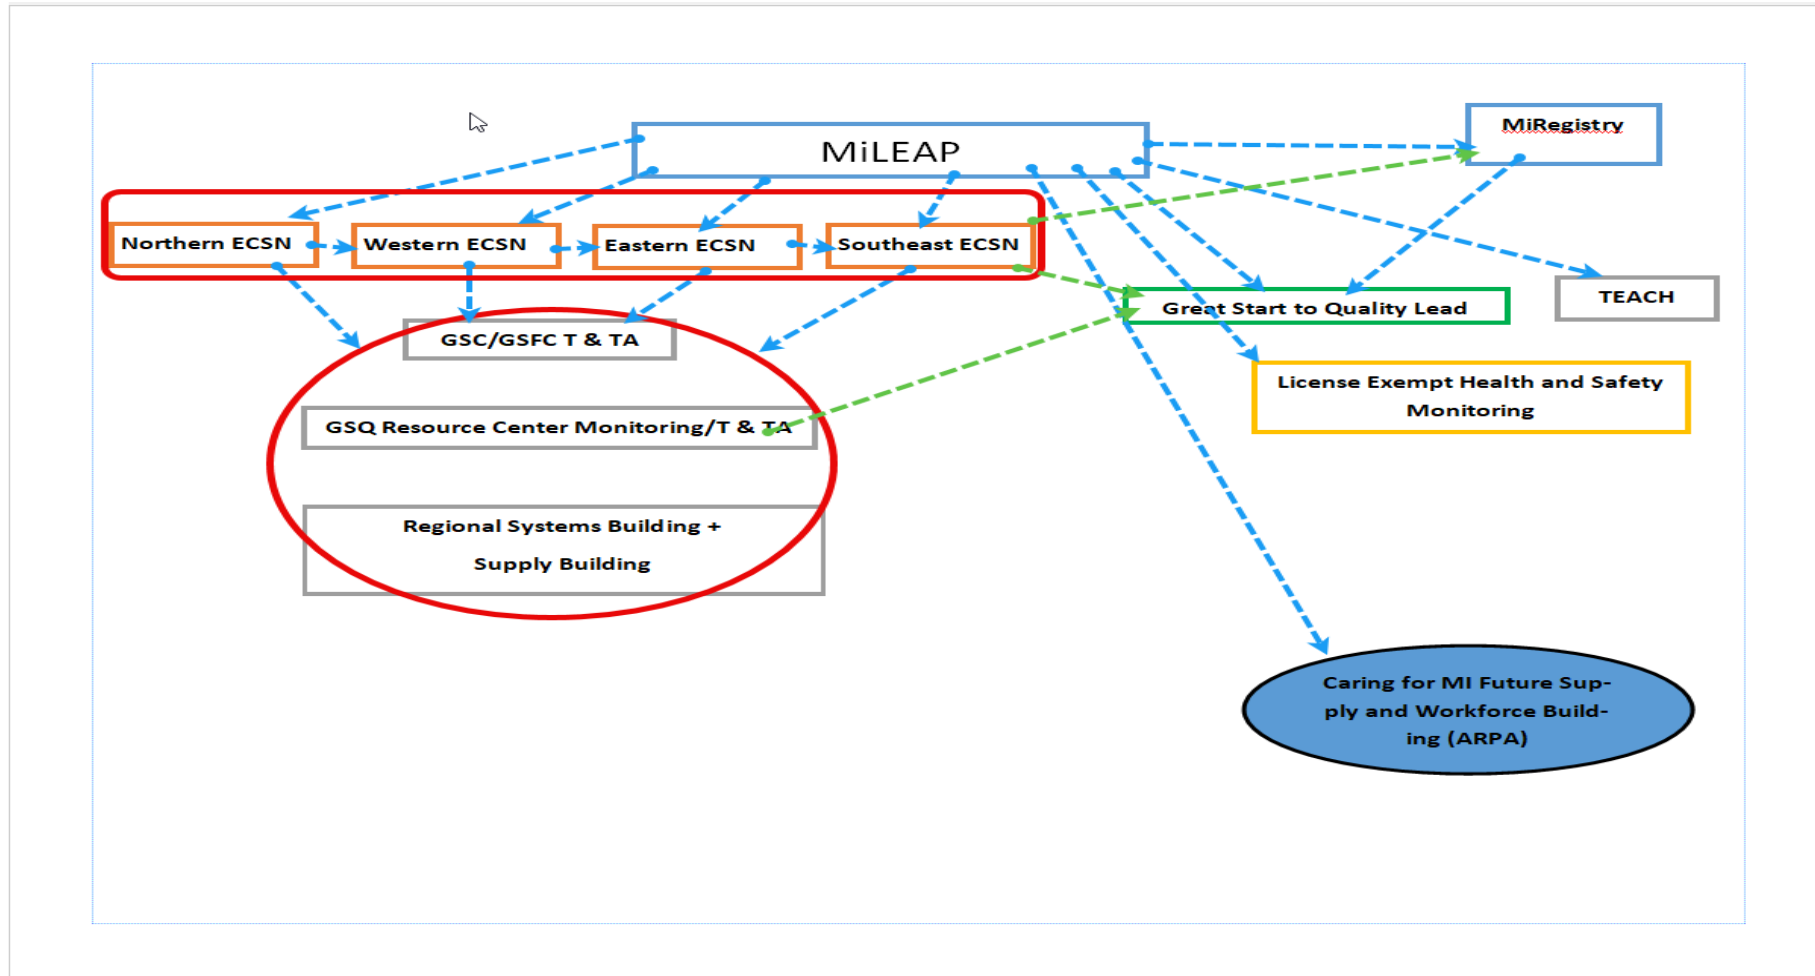 MiLEAP
MiRegistry
Northern ECSN
Western ECSN
Eastern ECSN
Southeast ECSN
TEACH
Great Start to Quality Lead
GSC/GSFC T & TA
License Exempt Health and Safety
Monitoring
GSQ Resource Center Monitoring/T & TA
Regional Systems Building +
Supply Building
Caring for MI Future Sup-
ply and Workforce Build-
ing (ARPA)